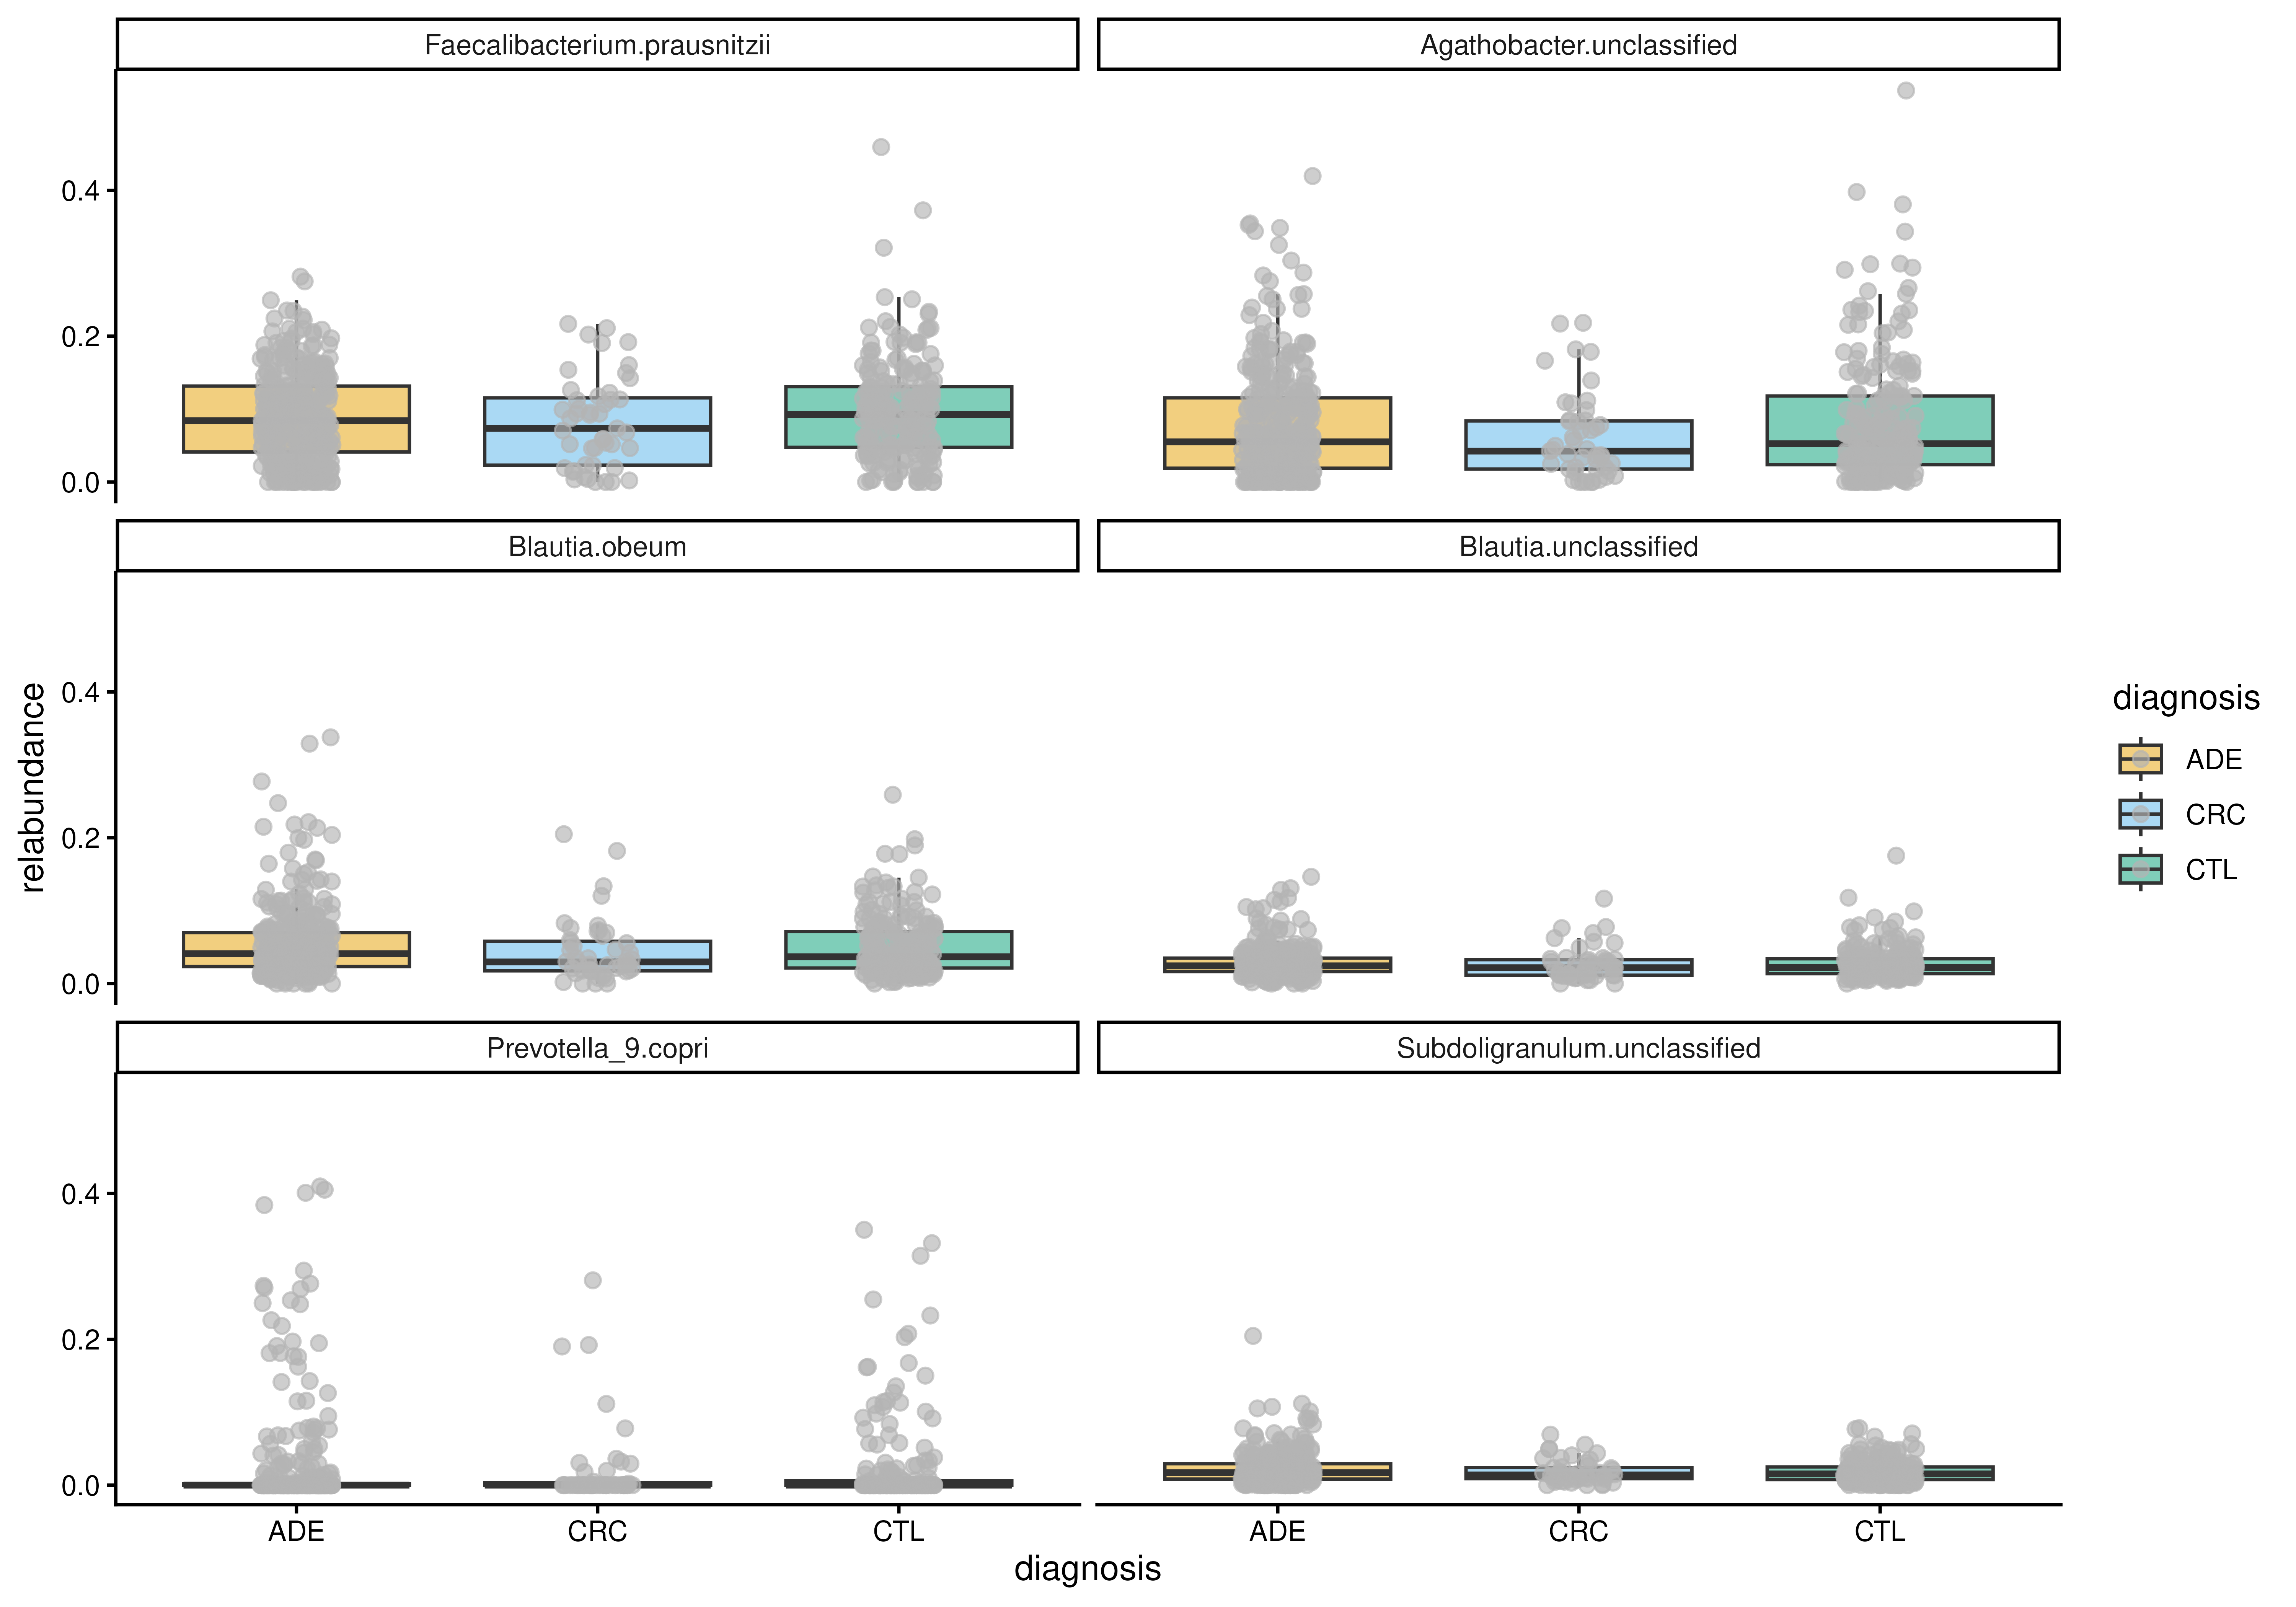 Faecalibacterium.prausnitzii
Agathobacter.unclassified
0.4
0.2
0.0
Blautia.obeum
Blautia.unclassified
relabundance
0.4
0.2
0.0
Prevotella_9.copri
Subdoligranulum.unclassified
0.4
0.2
0.0
ADE CRC CTL
ADE CRC CTL
diagnosis
diagnosis
ADE
CRC
CTL